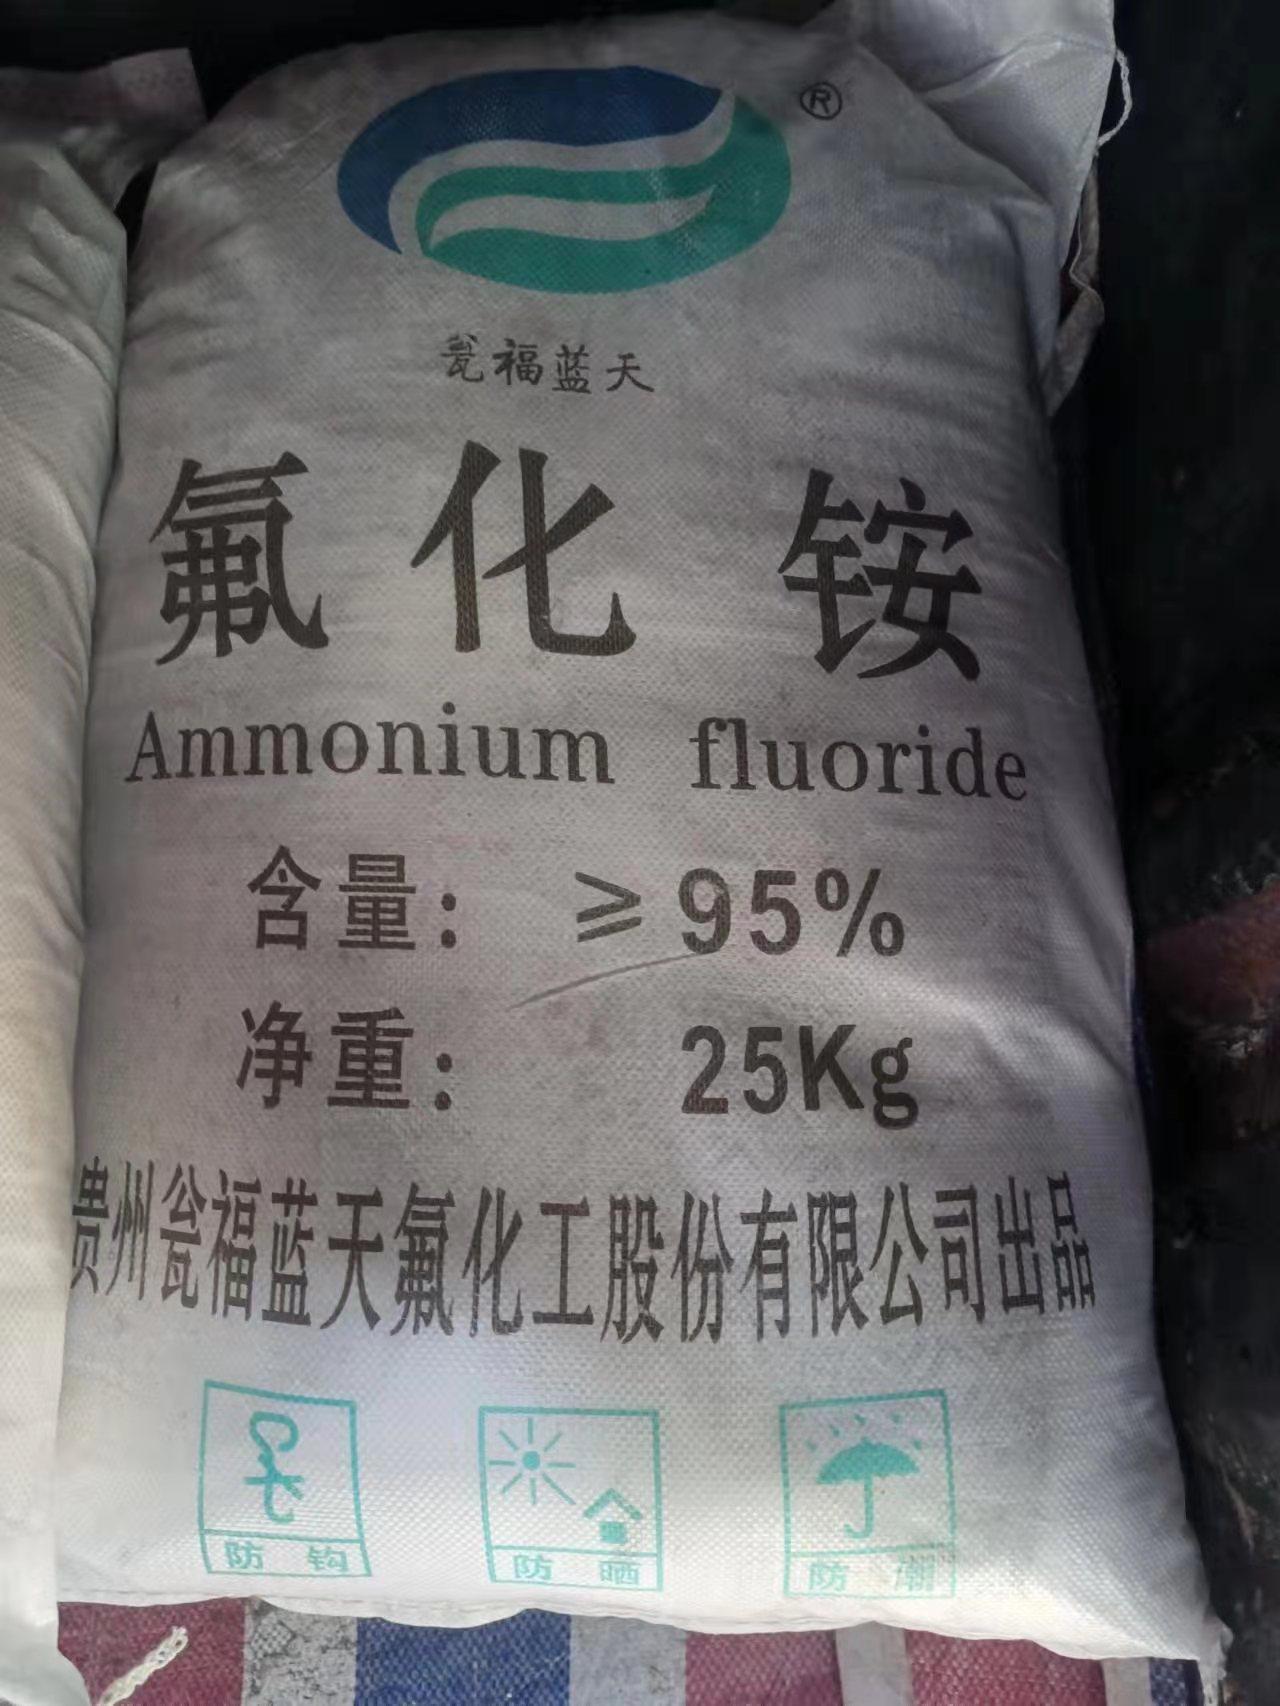 ®
瓮福蓝天
氟化铵
Ammonium fluoride
含量： ≥95%
净重： 25Kg
贵州瓮福蓝天氟化工股份有限公司出品
防钩 防晒 防潮